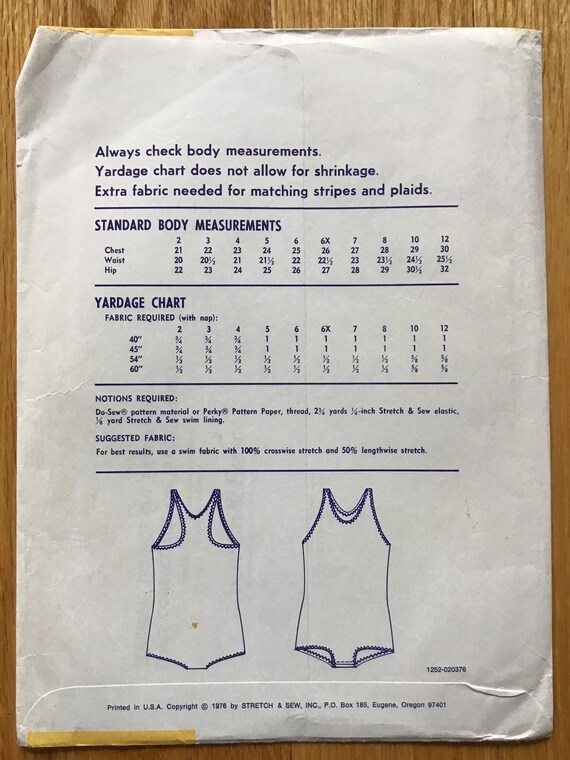 Always check body measurements.
Yardage chart does not allow for shrinkage.
Extra fabric needed for matching stripes and plaids.
STANDARD BODY MEASUREMENTS
2 3 4 5 6 6X 7 8 10 12
Chest 21 22 23 24 25 26 27 28 29 30
Waist 20 20½ 21 21½ 22 22½ 23 23½ 24½ 25½
Hip 22 23 24 25 26 27 28 29 30½ 32
YARDAGE CHART
FABRIC REQUIRED (with nap):
2 3 4 5 6 6X 7 8 10 12
40" ¾ ¾ ¾ 1 1 1 1 1 1 1
45" ¾ ¾ ¾ 1 1 1 1 1 1 1
54" ½ ½ ½ ½ ½ ½ ½ ½ ⅝ ⅝
60" ½ ½ ½ ½ ½ ½ ½ ½ ⅝ ⅝
NOTIONS REQUIRED:
Do-Sew® pattern material or Perky® Pattern Paper, thread, 2¾ yards ¼-inch Stretch & Sew elastic,
⅛ yard Stretch & Sew swim lining.
SUGGESTED FABRIC:
For best results, use a swim fabric with 100% crosswise stretch and 50% lengthwise stretch.
1252-020376
Printed in U.S.A. Copyright © 1976 by STRETCH & SEW, INC., P.O. Box 185, Eugene, Oregon 97401